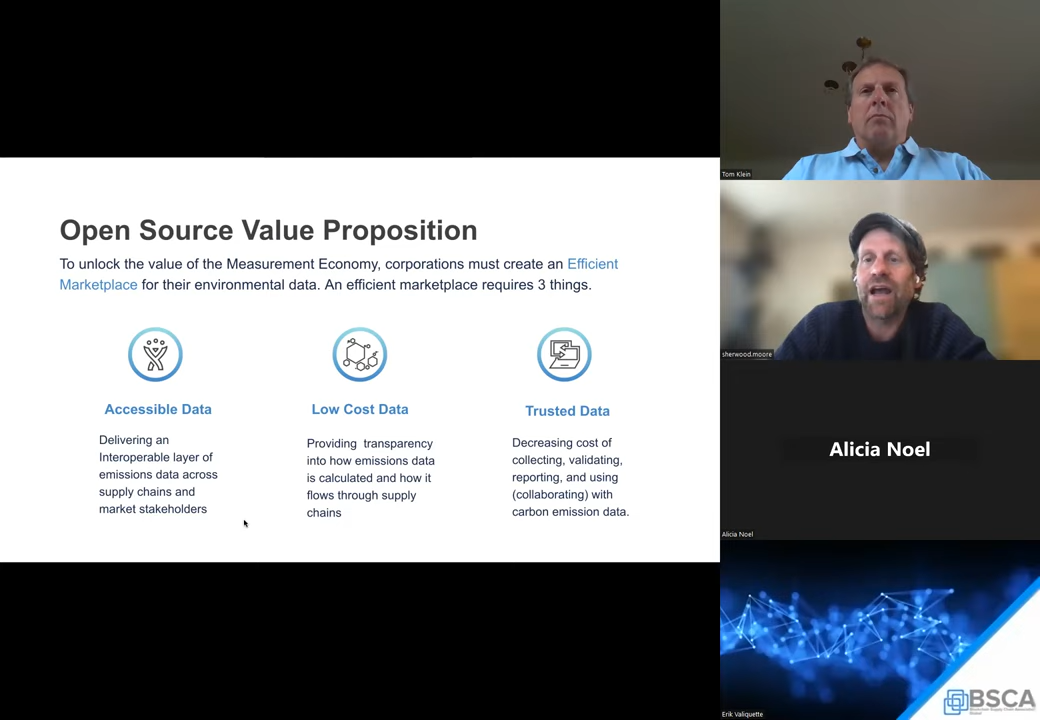 Open Source Value Proposition
To unlock the value of the Measurement Economy, corporations must create an Efficient
Marketplace for their environmental data. An efficient marketplace requires 3 things.
Accessible Data
Delivering an
Interoperable layer of
emissions data across
supply chains and
market stakeholders
Low Cost Data
Providing transparency
into how emissions data
is calculated and how it
flows through supply
chains
Trusted Data
Decreasing cost of
collecting, validating,
reporting, and using
(collaborating) with
carbon emission data.
Tom Klein
sherwood.moore
Alicia Noel
Alicia Noel
BSCA
Erik Valiquette